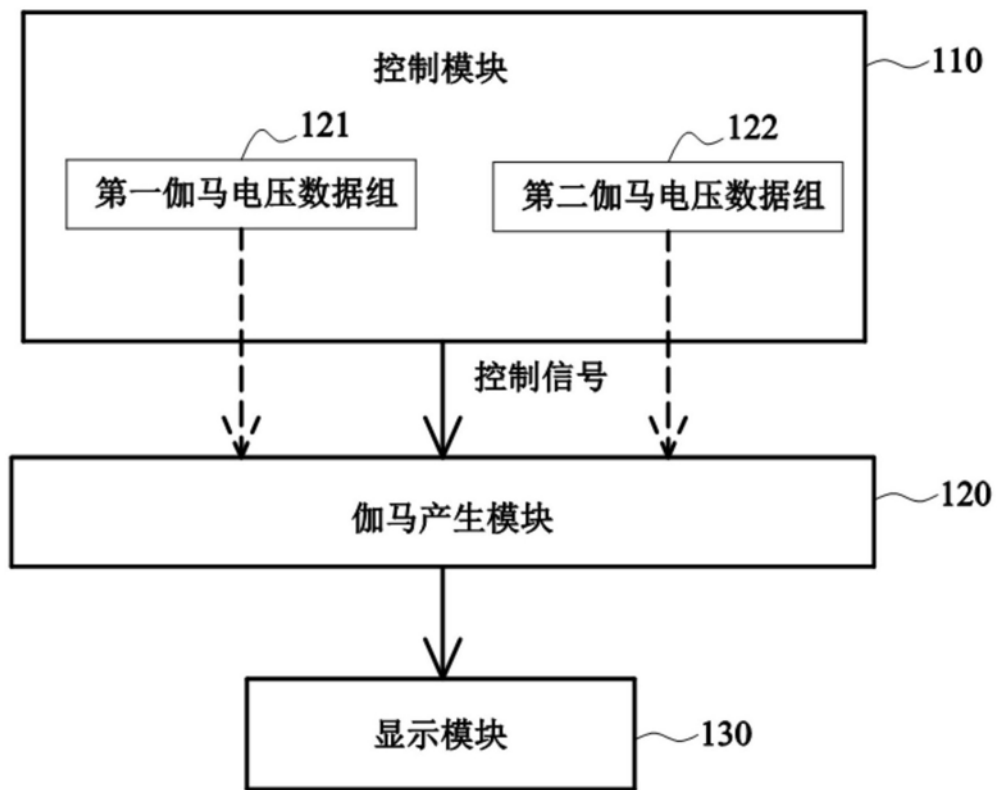 控制模块
110
121
122
第一伽马电压数据组
第二伽马电压数据组
控制信号
伽马产生模块
120
显示模块
130